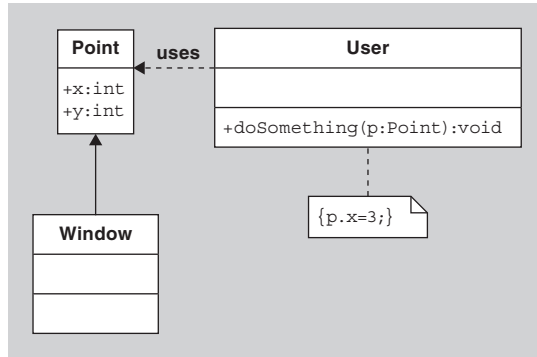 Point
+x:int
+y:int
uses
User
+doSomething(p:Point):void
{p.x=3;}
Window